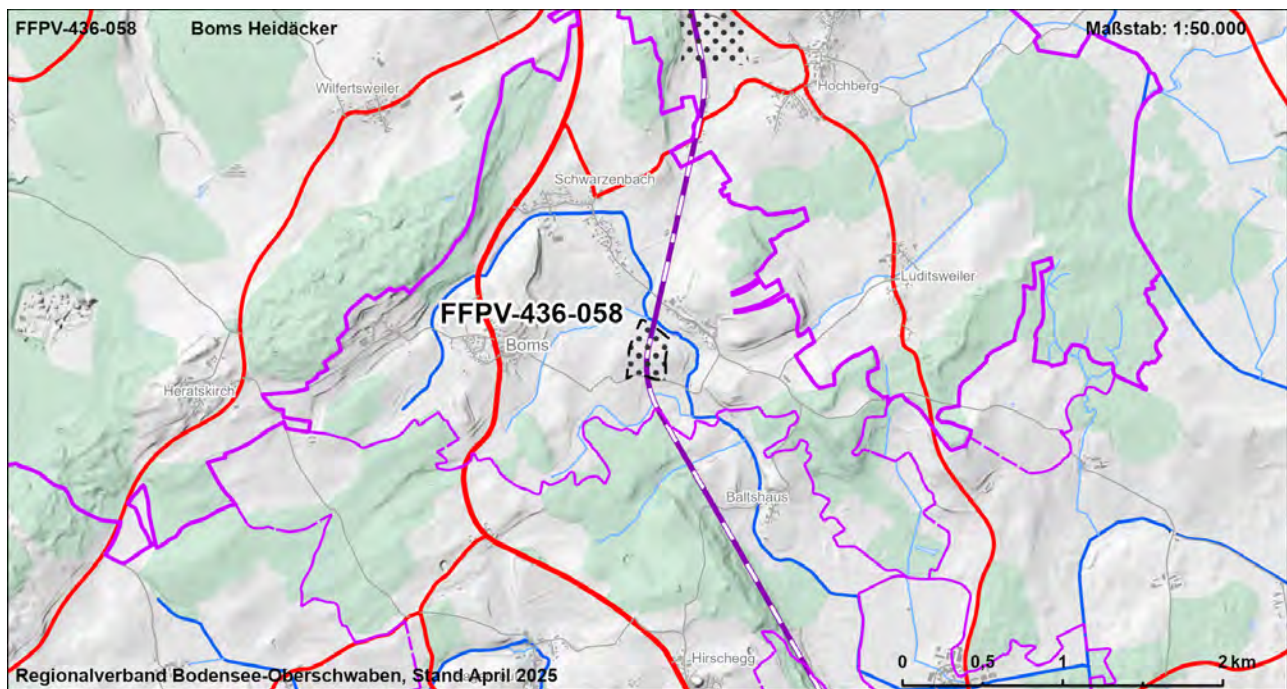 FFPV-436-058 Boms Heidäcker Maßstab: 1:50.000
Wilfertsweiler
Hochberg
Schwarzenbach
Luditsweiler
FFPV-436-058
Boms
Heratskirch
Baltshaus
Hirschegg
0 0,5 1 2 km
Regionalverband Bodensee-Oberschwaben, Stand April 2025